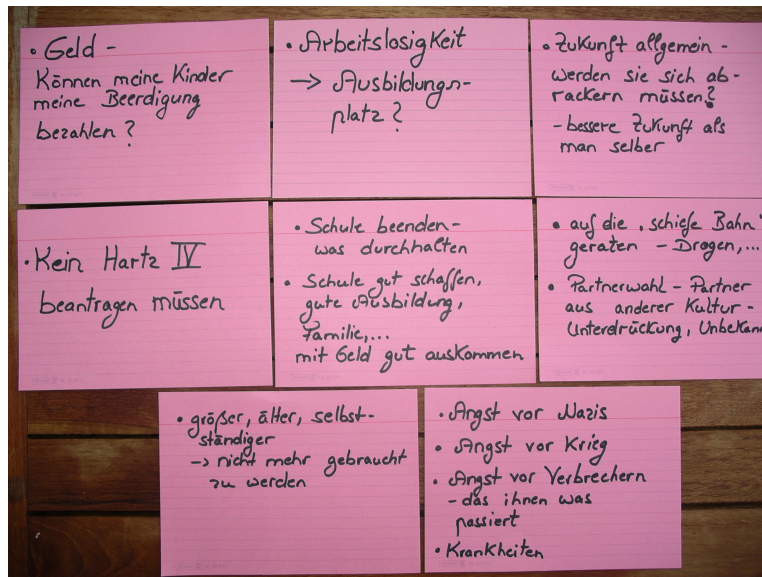 • Geld -
Können meine Kinder
meine Beerdigung
bezahlen?
• Arbeitslosigkeit
→ Ausbildungs-
platz?
• Zukunft allgemein -
werden sie sich ab-
rackern müssen?
- bessere Zukunft als
man selber
• Kein Hartz IV
beantragen müssen
• Schule beenden -
was durchhalten
• Schule gut schaffen,
gute Ausbildung,
Familie,...
mit Geld gut auskommen
• auf die "schiefe Bahn"
geraten - Drogen,...
• Partnerwahl - Partner
aus anderer Kultur -
Unterdrückung,
• größer, älter, selbst-
ständiger
-> nicht mehr gebraucht
zu werden
• Angst vor Nazis
• Angst vor Krieg
• Angst vor Verbrechern
- das ihnen was
passiert
• Krankheiten